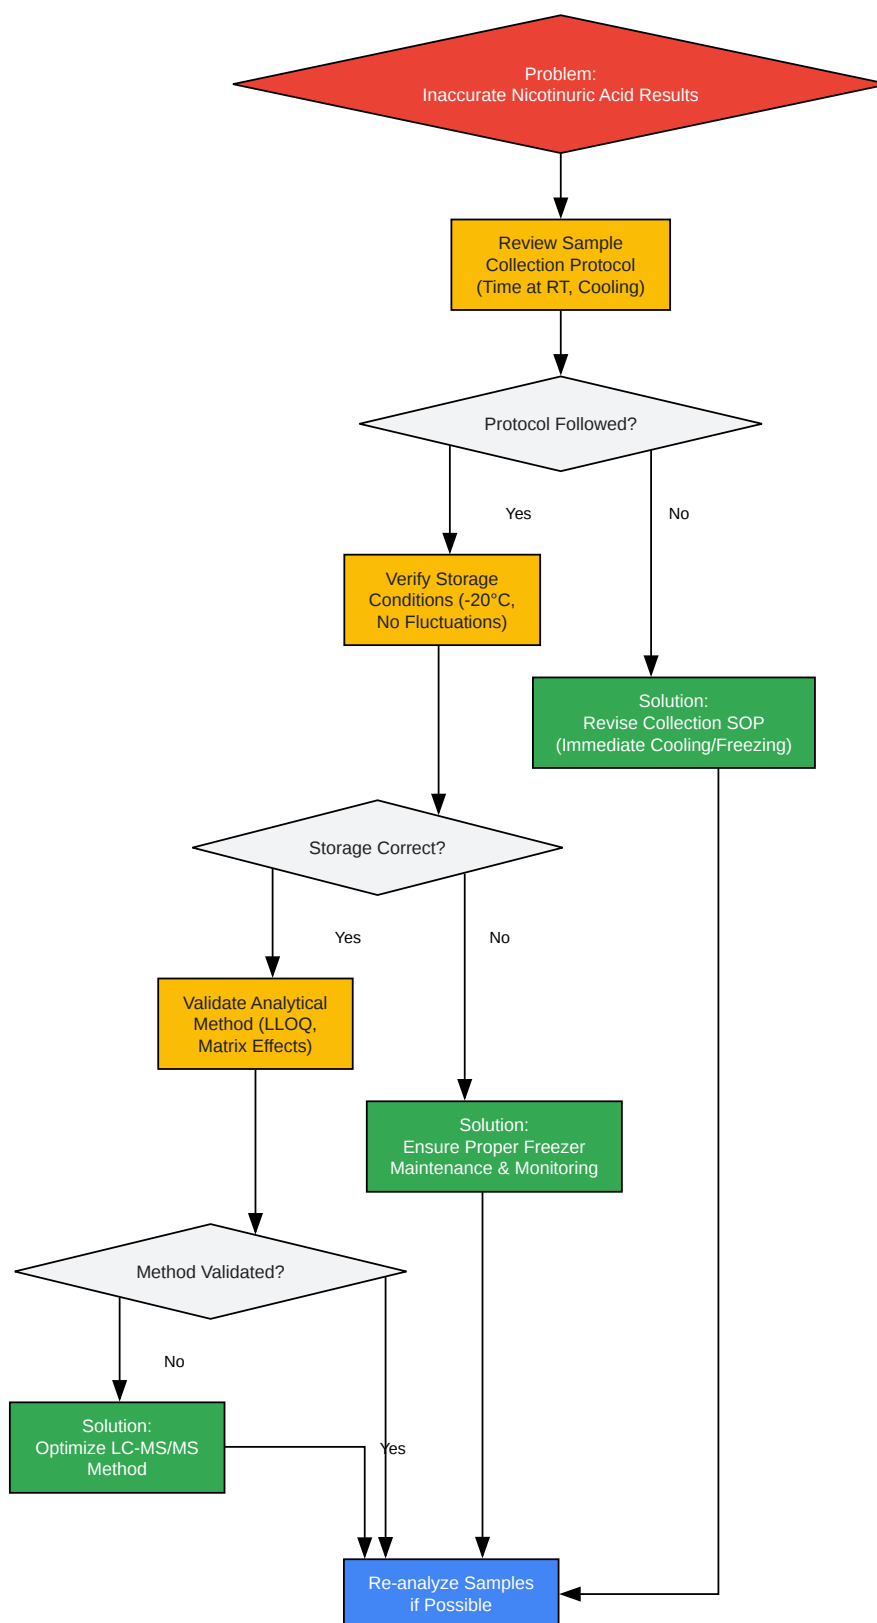 Problem:
Inaccurate Nicotinuric Acid Results
Review Sample
Collection Protocol
(Time at RT, Cooling)
Protocol Followed?
Yes
No
Verify Storage
Conditions (-20°C,
No Fluctuations)
Solution:
Revise Collection SOP
(Immediate Cooling/Freezing)
Storage Correct?
Yes
No
Validate Analytical
Method (LLOQ,
Matrix Effects)
Solution:
Ensure Proper Freezer
Maintenance & Monitoring
Method Validated?
No
Solution:
Optimize LC-MS/MS
Method
Yes
Re-analyze Samples
if Possible